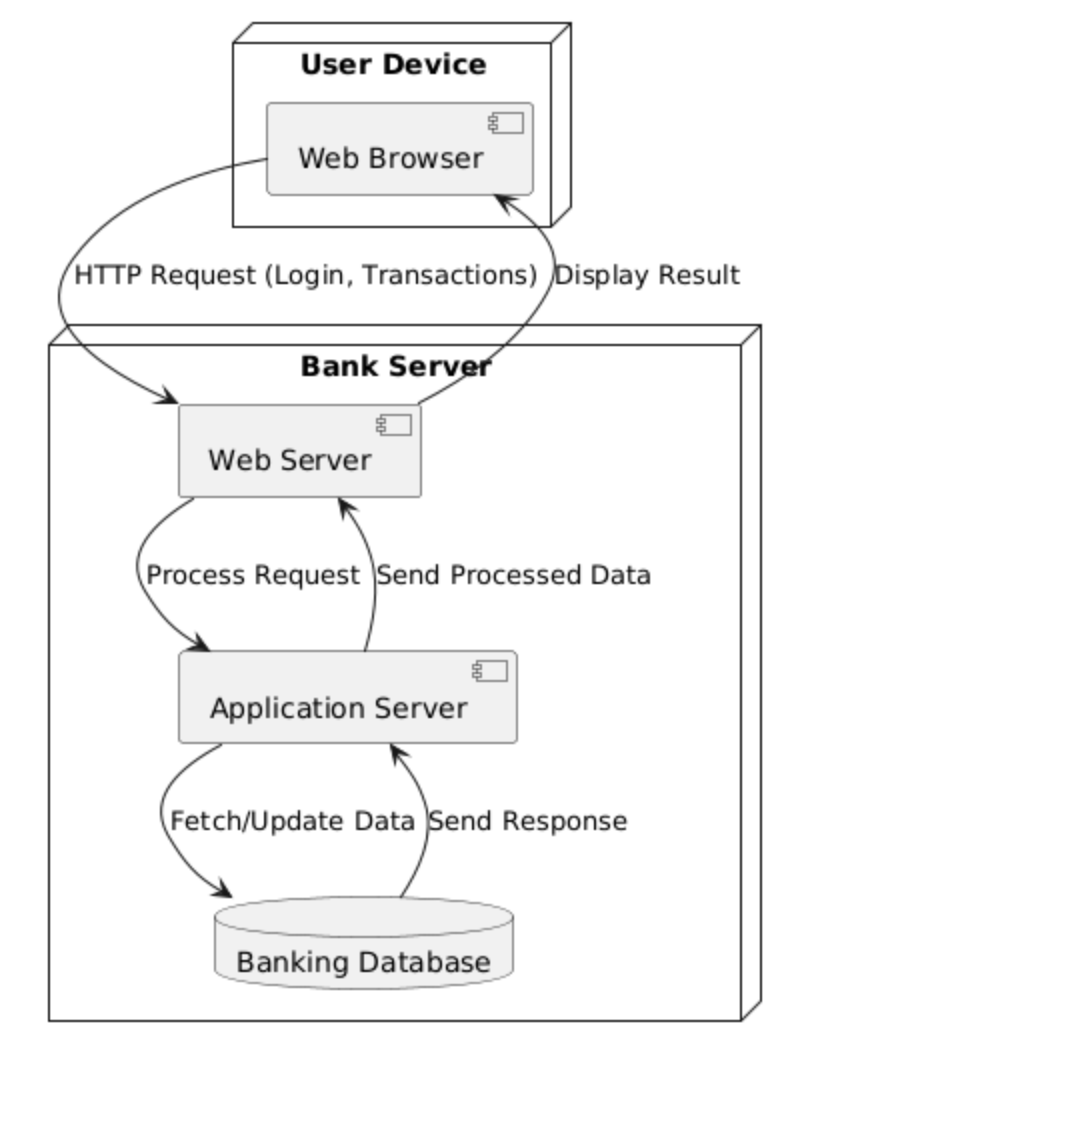 User Device
Web Browser
HTTP Request (Login, Transactions)
Display Result
Bank Server
Web Server
Process Request
Send Processed Data
Application Server
Fetch/Update Data
Send Response
Banking Database